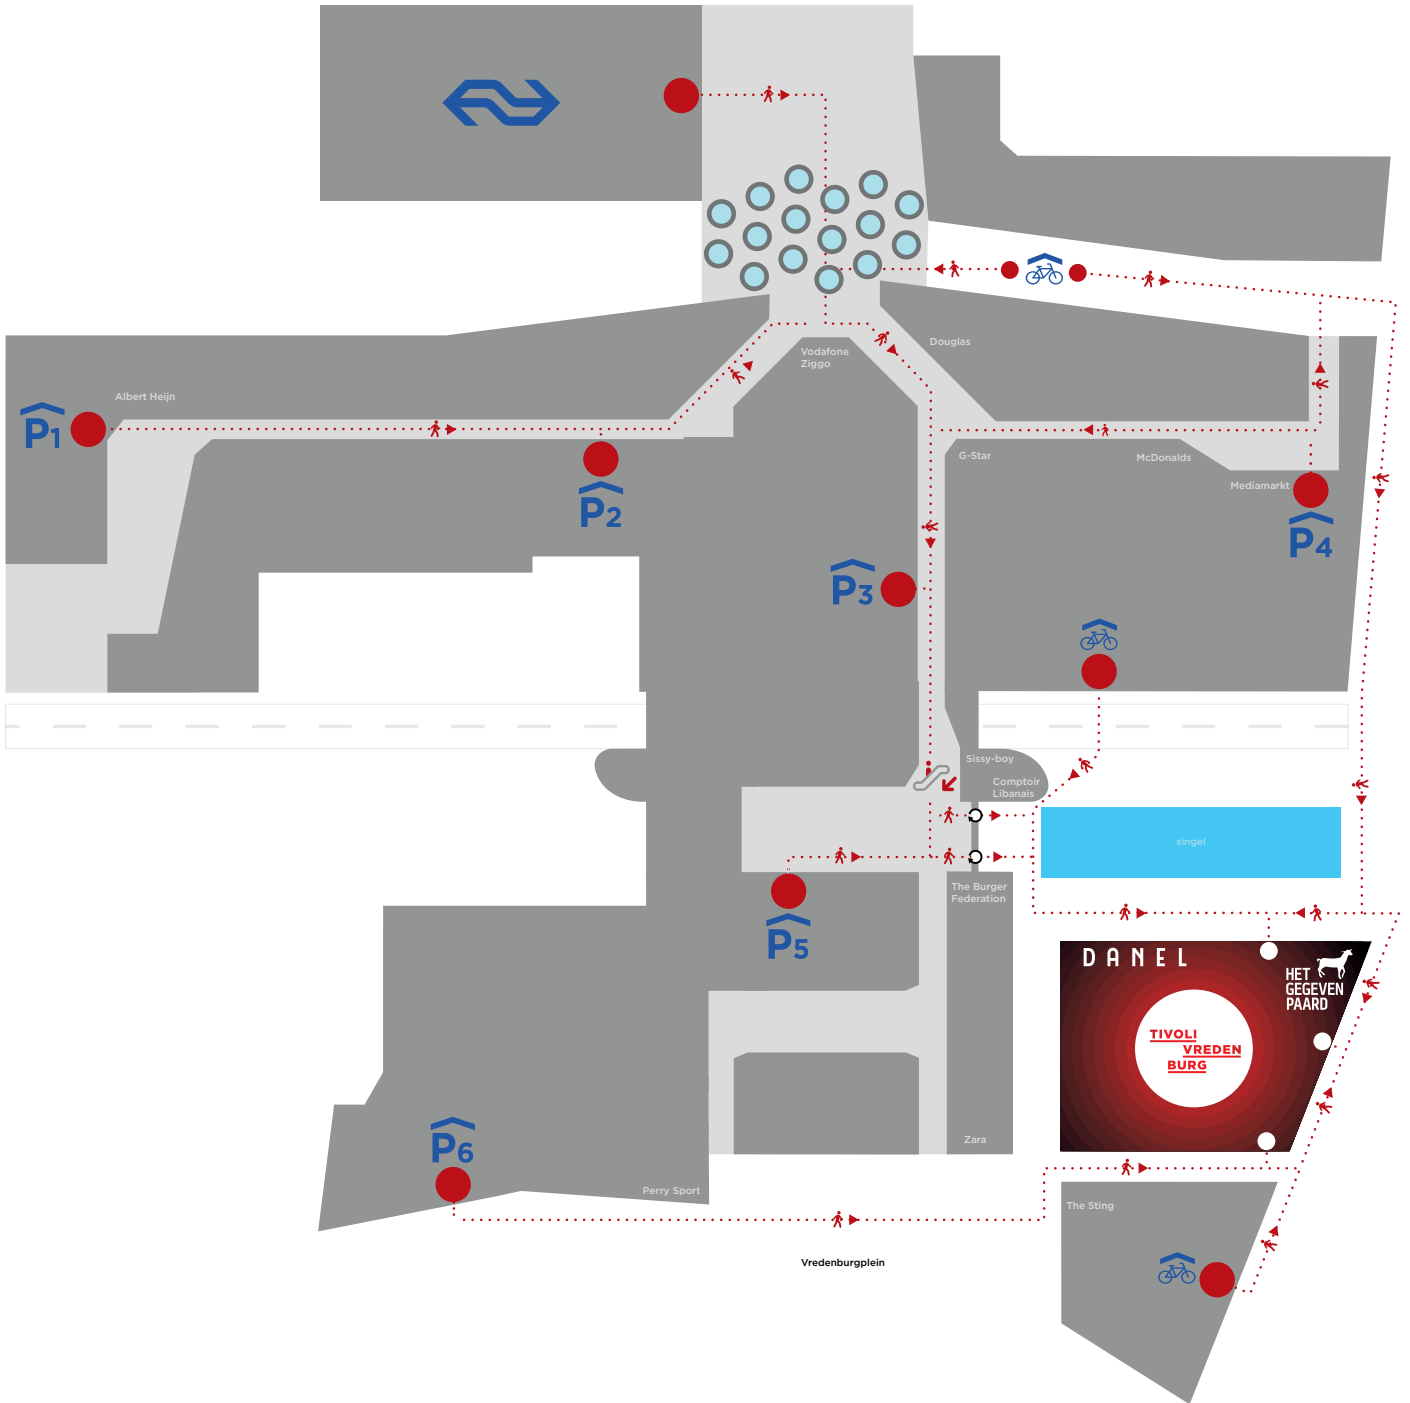 Douglas
Vodafone
Ziggo
Albert Heijn
P1
G-Star
McDonalds
Mediamarkt
P2
P4
P3
Sissy-boy
Comptoir
Libanais
singel
The Burger
Federation
P5
DANEL
HET
GEGEVEN
PAARD
TIVOLI
VREDEN
BURG
P6
Zara
Perry Sport
The Sting
Vredenburgplein